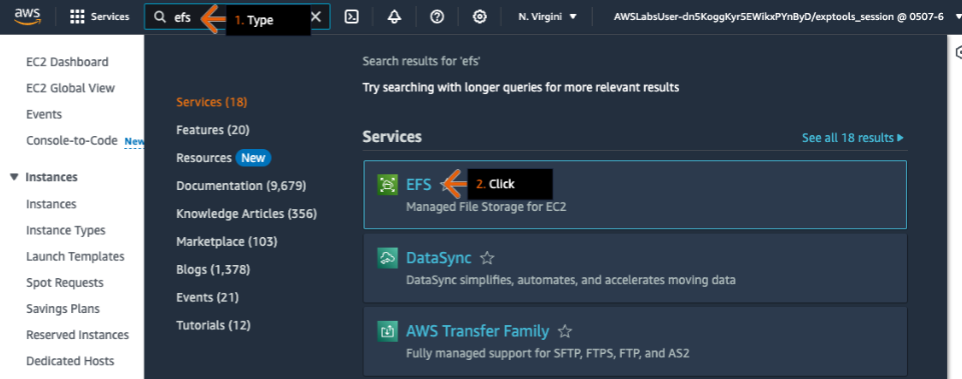 aws
Services
efs
1. Type
N. Virgini
AWSLabsUser-dn5KoggKyr5EWikxPYnByD/exptools_session @ 0507-6
EC2 Dashboard
EC2 Global View
Events
Console-to-Code New
Instances
Instances
Instance Types
Launch Templates
Spot Requests
Savings Plans
Reserved Instances
Dedicated Hosts
Services (18)
Features (20)
Resources New
Documentation (9,679)
Knowledge Articles (356)
Marketplace (103)
Blogs (1,378)
Events (21)
Tutorials (12)
Search results for 'efs'
Try searching with longer queries for more relevant results
Services
See all 18 results
EFS
2. Click
Managed File Storage for EC2
DataSync
DataSync simplifies, automates, and accelerates moving data
AWS Transfer Family
Fully managed support for SFTP, FTPS, FTP, and AS2